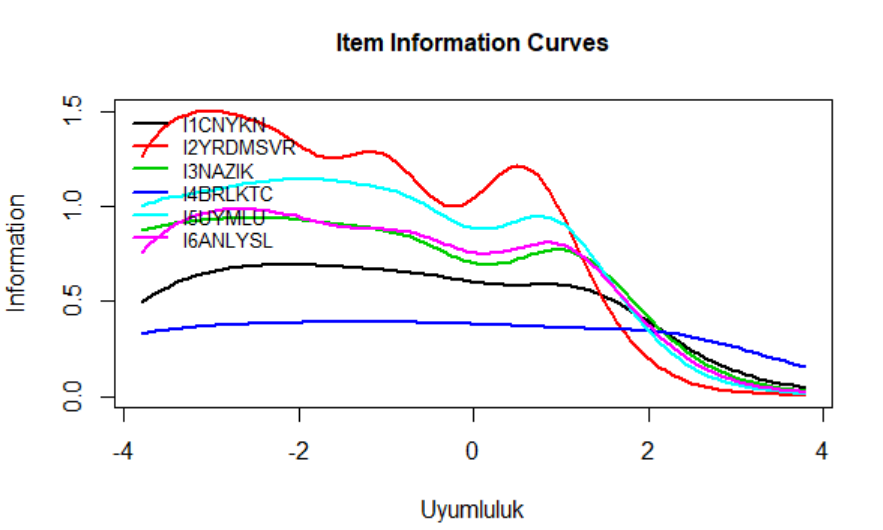 Item Information Curves
Information
1.5
1.0
0.5
0.0
I1CNYKN
I2YRDMSVR
I3NAZIK
I4BRLKTC
I5UYMLU
I6ANLYSL
-4 -2 0 2 4
Uyumluluk